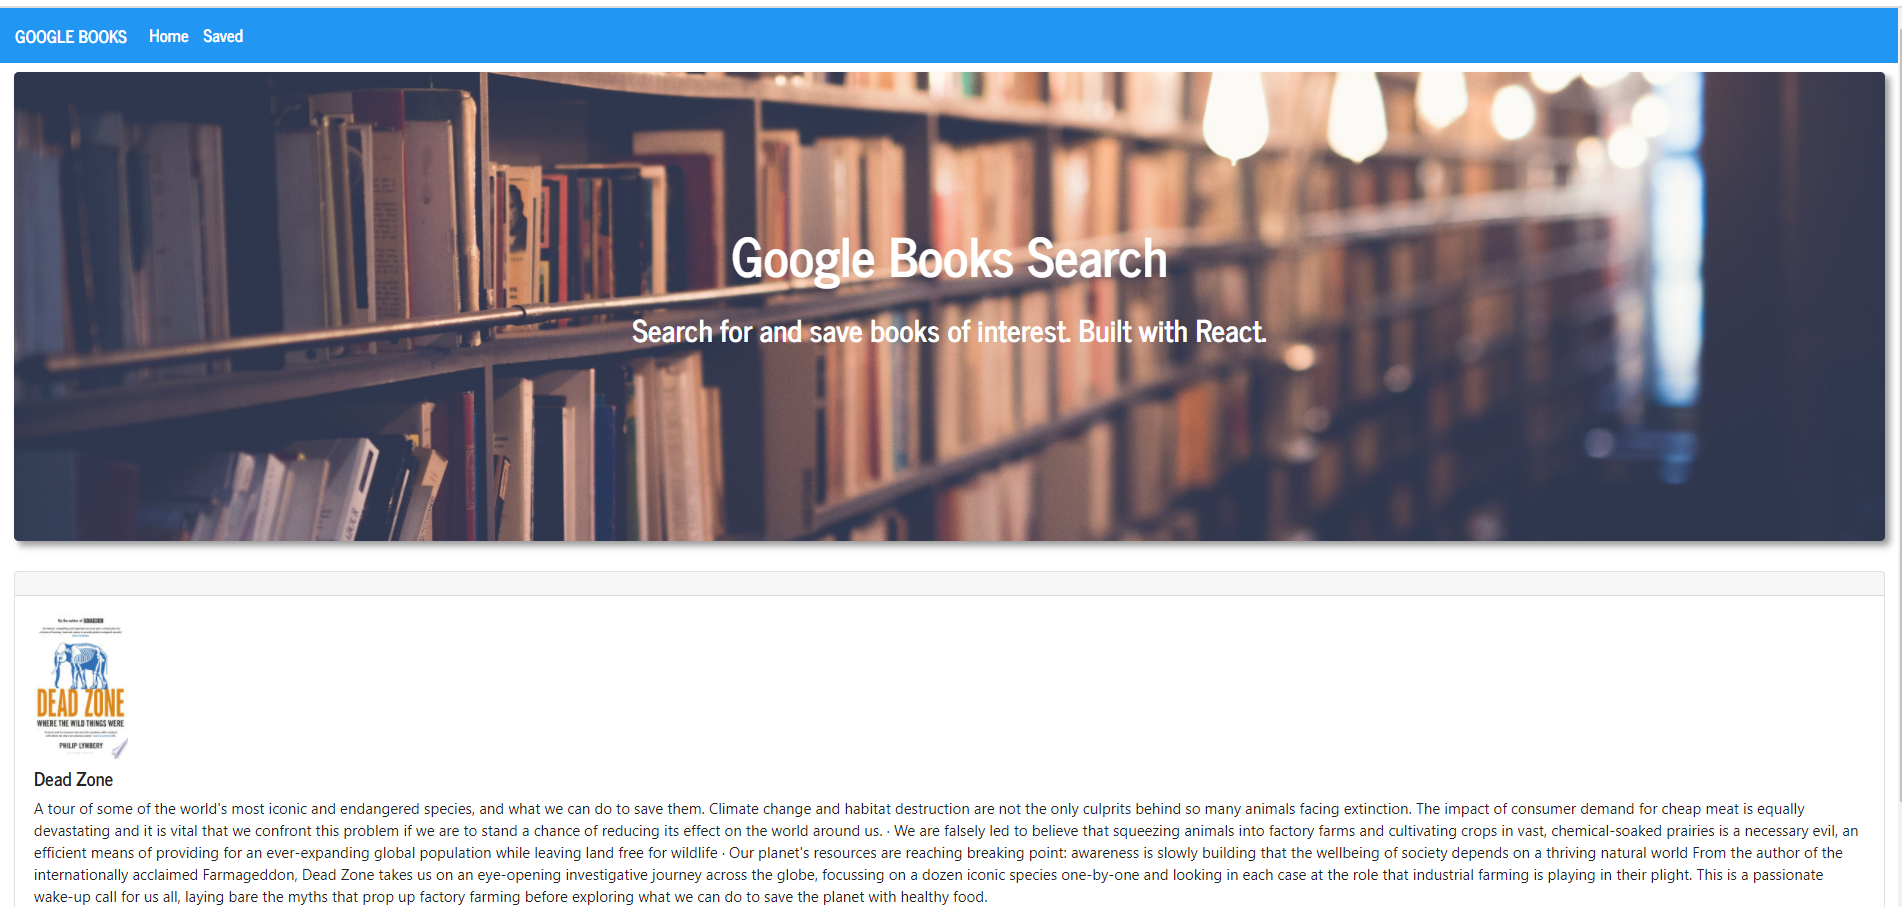 GOOGLE BOOKS Home Saved
Google Books Search
Search for and save books of interest. Built with React.
By the author of FARMAGEDDON
DEAD ZONE
WHERE THE WILD THINGS WERE
PHILIP LYMBERY
Dead Zone
A tour of some of the world's most iconic and endangered species, and what we can do to save them. Climate change and habitat destruction are not the only culprits behind so many animals facing extinction. The impact of consumer demand for cheap meat is equally
devastating and it is vital that we confront this problem if we are to stand a chance of reducing its effect on the world around us. · We are falsely led to believe that squeezing animals into factory farms and cultivating crops in vast, chemical-soaked prairies is a necessary evil, an
efficient means of providing for an ever-expanding global population while leaving land free for wildlife · Our planet's resources are reaching breaking point: awareness is slowly building that the wellbeing of society depends on a thriving natural world From the author of the
internationally acclaimed Farmageddon, Dead Zone takes us on an eye-opening investigative journey across the globe, focussing on a dozen iconic species one-by-one and looking in each case at the role that industrial farming is playing in their plight. This is a passionate
wake-up call for us all, laying bare the myths that prop up factory farming before exploring what we can do to save the planet with healthy food.